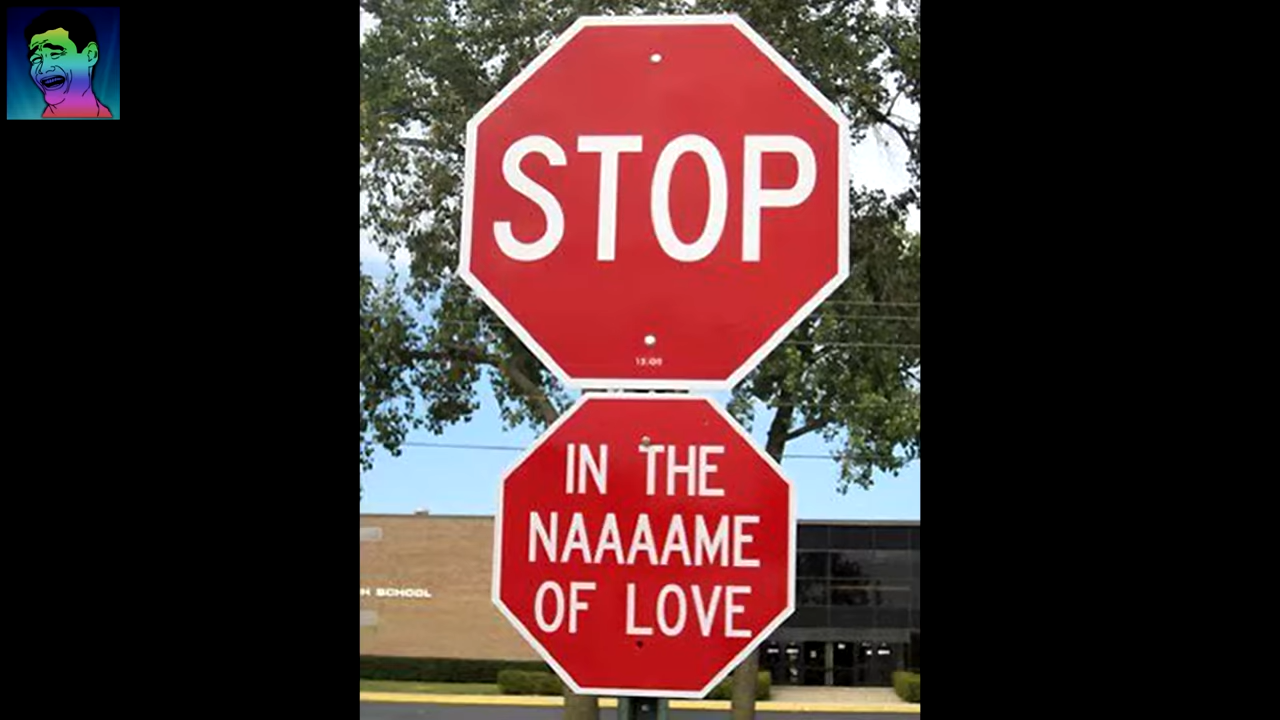 STOP
IN THE
NAAAAME
OF LOVE
H SCHOOL